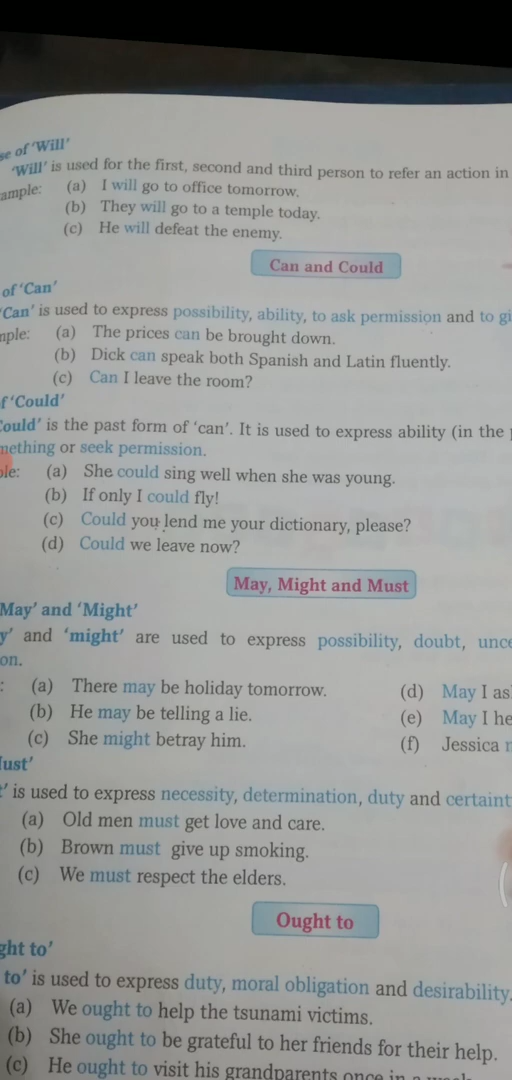 se of 'Will'
'Will' is used for the first, second and third person to refer an action in
ample: (a) I will go to office tomorrow.
(b) They will go to a temple today.
(c) He will defeat the enemy.
Can and Could
of 'Can'
'Can' is used to express possibility, ability, to ask permission and to gi
mple: (a) The prices can be brought down.
(b) Dick can speak both Spanish and Latin fluently.
(c) Can I leave the room?
f 'Could'
Could' is the past form of 'can'. It is used to express ability (in the p
mething or seek permission.
ple: (a) She could sing well when she was young.
(b) If only I could fly!
(c) Could you lend me your dictionary, please?
(d) Could we leave now?
May, Might and Must
May' and 'Might'
y' and 'might' are used to express possibility, doubt, unce
on.
: (a) There may be holiday tomorrow. (d) May I as
(b) He may be telling a lie. (e) May I he
(c) She might betray him. (f) Jessica
ust'
t' is used to express necessity, determination, duty and certaint
(a) Old men must get love and care.
(b) Brown must give up smoking.
(c) We must respect the elders.
Ought to
ght to'
to' is used to express duty, moral obligation and desirability.
(a) We ought to help the tsunami victims.
(b) She ought to be grateful to her friends for their help.
(c) He ought to visit his grandparents once in a